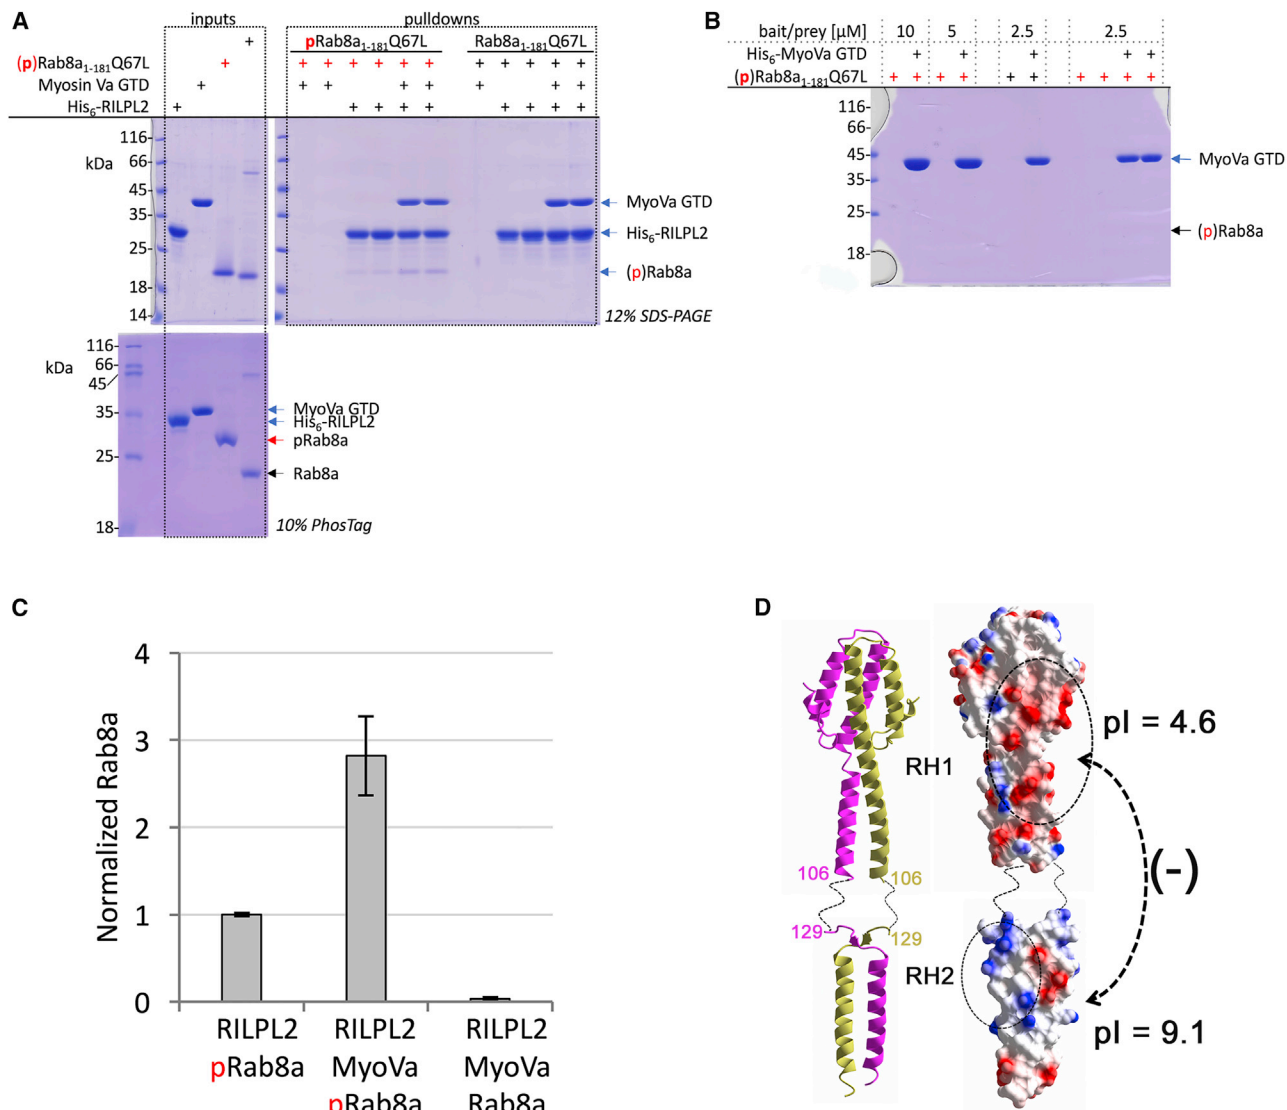 A
inputs
pulldowns
pRab8a1-181Q67L
Rab8a1-181Q67L
+
(p)Rab8a1-181Q67L + + + + + + + + + + + +
Myosin Va GTD + + + + + + + +
His6-RILPL2 + + + + + + + + +
kDa
116-
66-
45-
35-
25-
18-
14-
MyoVa GTD
His6-RILPL2
(p)Rab8a
12% SDS-PAGE
kDa
116-
66-
45
35-
25-
18-
MyoVa GTD
His6-RILPL2
pRab8a
Rab8a
10% PhosTag
B
bait/prey [µM] 10 5 2.5 2.5
His6-MyoVa GTD + + + + +
(p)Rab8a1-181Q67L + + + + + + + + + +
116-
66-
45-
35-
25-
18-
MyoVa GTD
(p)Rab8a
C
Normalized Rab8a
4
3
2
1
0
RILPL2 RILPL2 RILPL2
pRab8a MyoVa MyoVa
pRab8a Rab8a
D
RH1
pI = 4.6
106
106
(-)
129
129
RH2
pI = 9.1